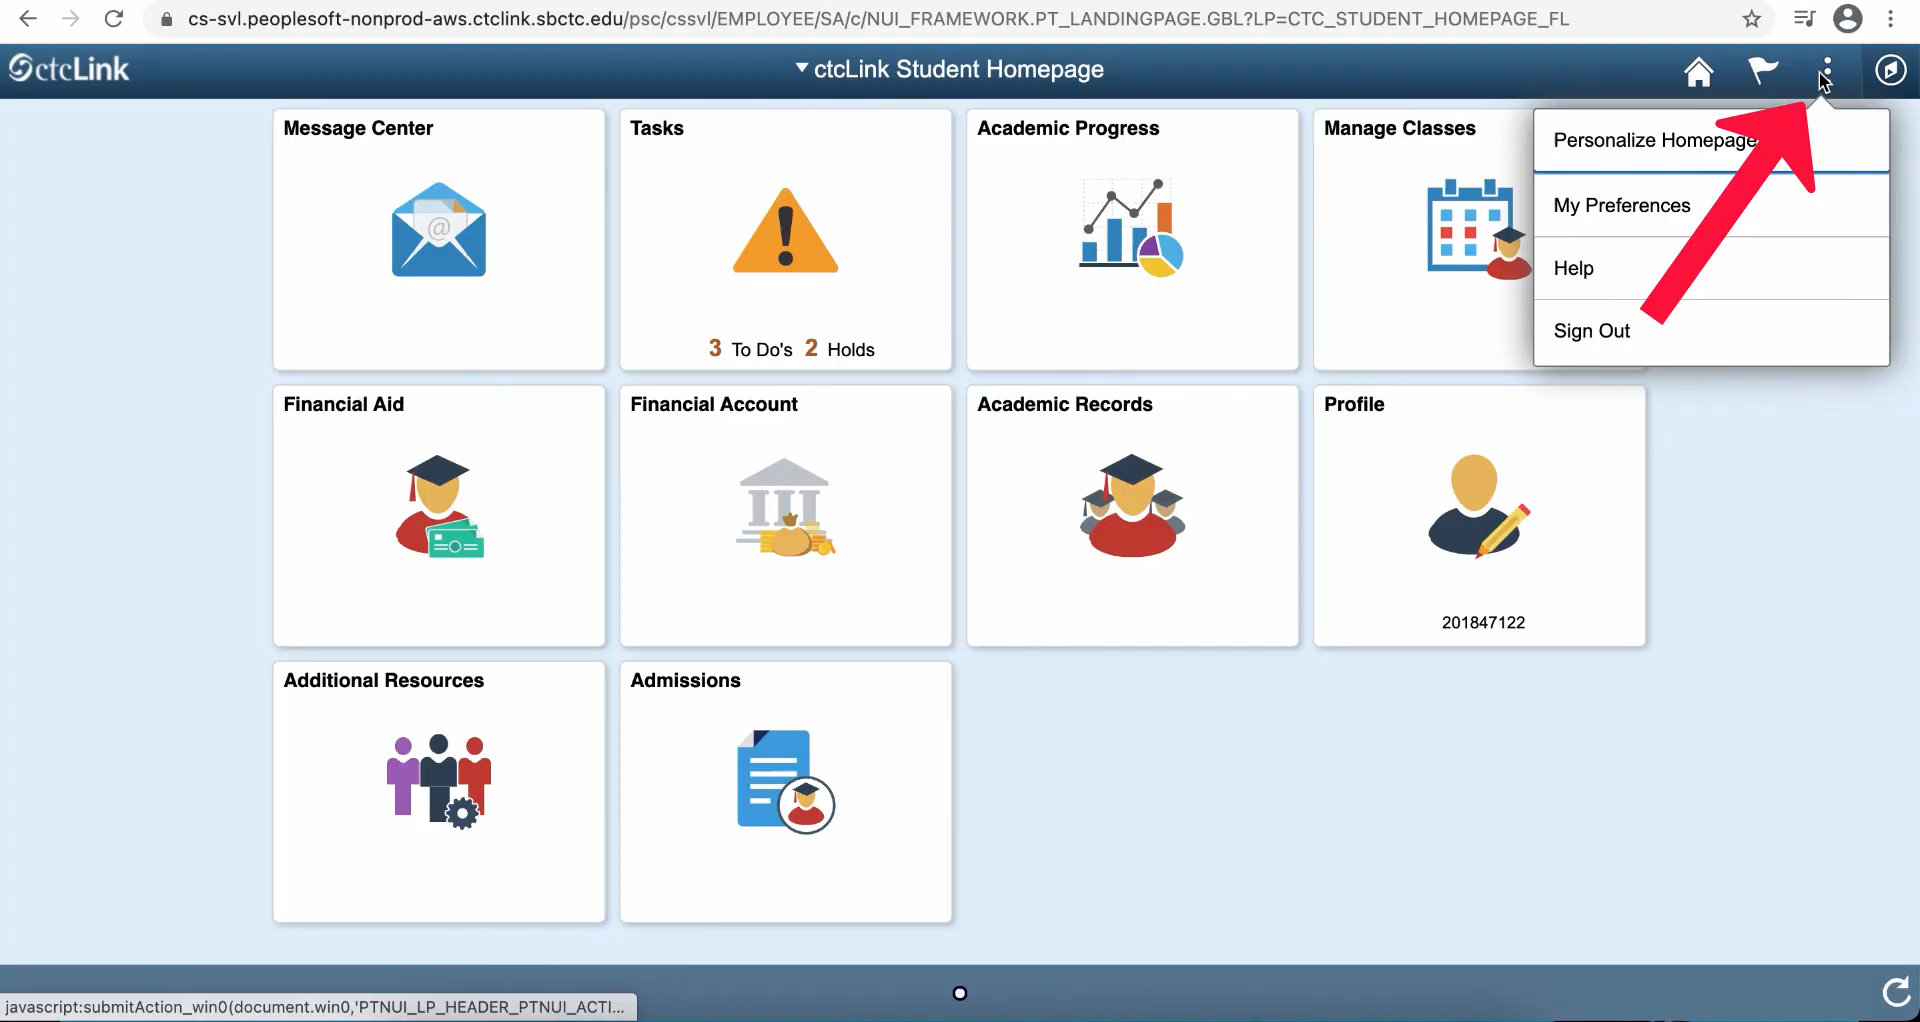 cs-svl.peoplesoft-nonprod-aws.ctclink.sbctc.edu/psc/cssvl/EMPLOYEE/SA/c/NUI_FRAMEWORK.PT_LANDINGPAGE.GBL?LP=CTC_STUDENT_HOMEPAGE_FL
ctcLink
ctcLink Student Homepage
Message Center
Tasks
Academic Progress
Manage Classes
Personalize Homepage
My Preferences
Help
Sign Out
@
3 To Do's 2 Holds
Financial Aid
Financial Account
Academic Records
Profile
201847122
Additional Resources
Admissions
javascript:submitAction_win0(document.win0,'PTNUI_LP_HEADER_PTNUI_ACTI...